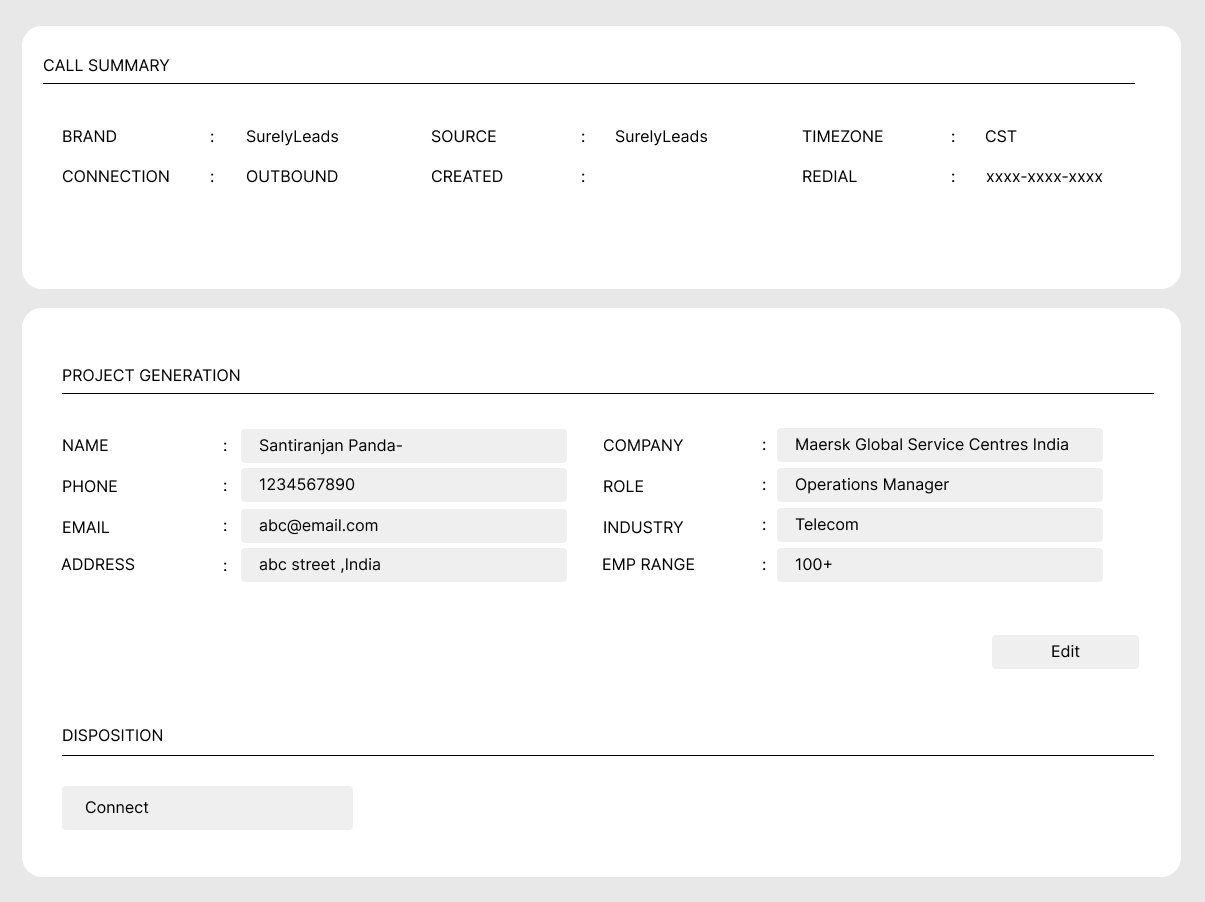 CALL SUMMARY
BRAND : SurelyLeads SOURCE : SurelyLeads TIMEZONE : CST
CONNECTION : OUTBOUND CREATED : REDIAL : xxxx-xxxx-xxxx
PROJECT GENERATION
NAME : Santiranjan Panda- COMPANY : Maersk Global Service Centres India
PHONE : 1234567890 ROLE : Operations Manager
EMAIL : abc@email.com INDUSTRY : Telecom
ADDRESS : abc street ,India EMP RANGE : 100+
Edit
DISPOSITION
Connect